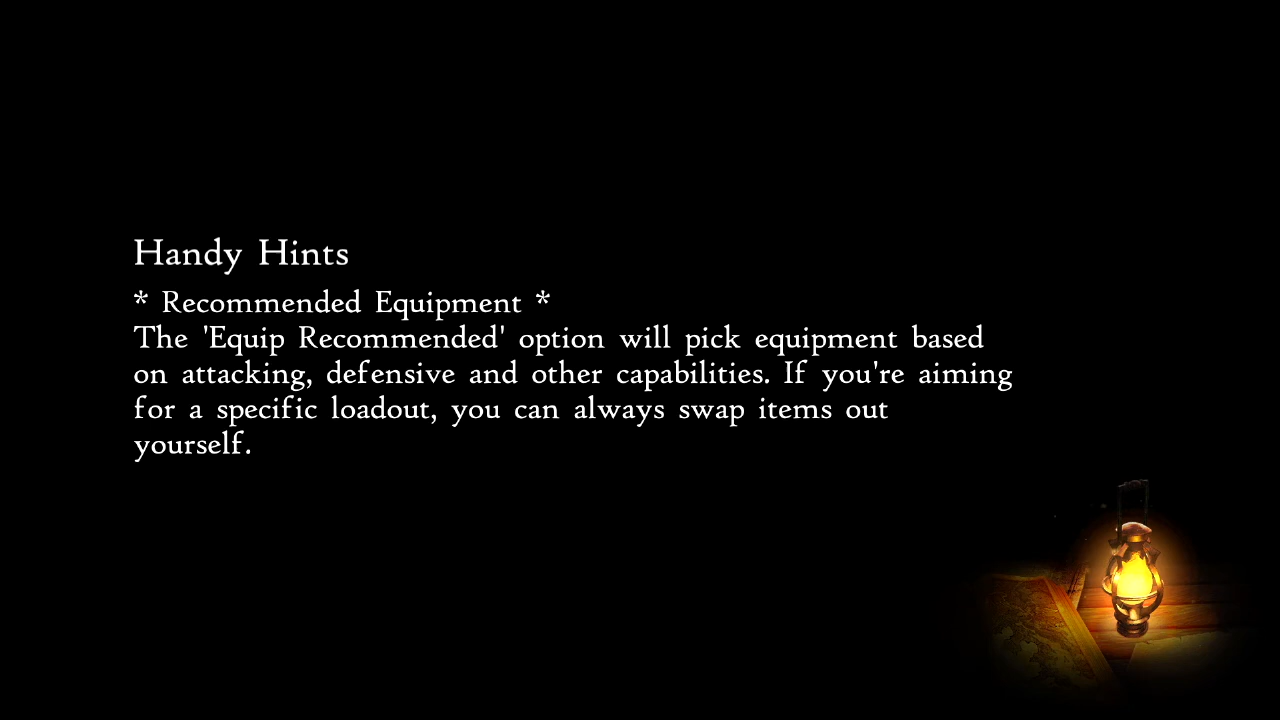 Handy Hints
* Recommended Equipment *
The 'Equip Recommended' option will pick equipment based
on attacking, defensive and other capabilities. If you're aiming
for a specific loadout, you can always swap items out
yourself.